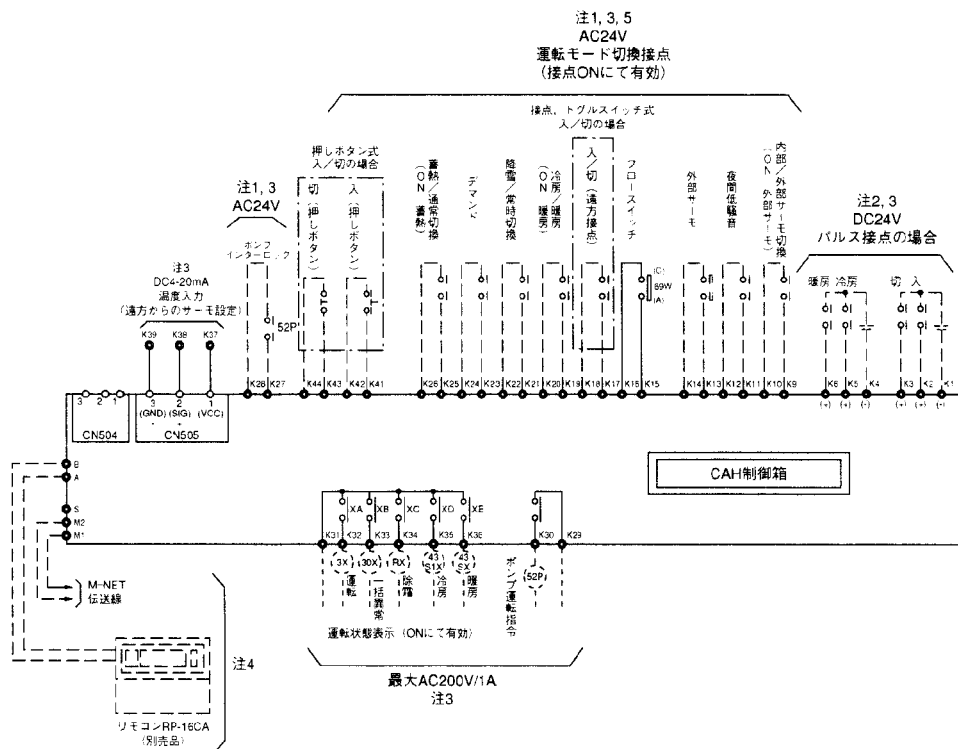 注1, 3, 5
AC24V
運転モード切換接点
(接点ONにて有効)
接点、トグルスイッチ式
入/切の場合
押しボタン式
入/切の場合
切(押しボタン)
入(押しボタン)
蓄熱/通常切換
(ON 蓄熱)
デマンド
降雪/常時切換
冷房/暖房
(ON 暖房)
入/切(遠方接点)
フロースイッチ
(C)
69W
(A)
外部サーモ
夜間低騒音
内部/外部サーモ切換
(ON 外部サーモ)
注2, 3
DC24V
パルス接点の場合
暖房 冷房
切 入
注1, 3
AC24V
ポンプ
インターロック
52P
注3
DC4-20mA
温度入力
(遠方からのサーモ設定)
K39 K38 K37
K28 K27 K44 K43 K42 K41 K26 K25 K24 K23 K22 K21 K20 K19 K18 K17 K16 K15 K14 K13 K12 K11 K10 K9 K6 K5 K4 K3 K2 K1
(+) (+) (-) (+) (+) (-)
3 2 1
CN504
3 2 1
(GND) (SIG) (VCC)
- +
CN505
B
A
S
M2
M1
CAH制御箱
XA XB XC XD XE
K31 K32 K33 K34 K35 K36 K30 K29
3X 30X RX 43S1X 43SX 52P
運転
一括異常
除霜
冷房
暖房
ポンプ運転指令
運転状態表示 (ONにて有効)
最大AC200V/1A
注3
M-NET
伝送線
注4
リモコンRP-16CA
(別売品)